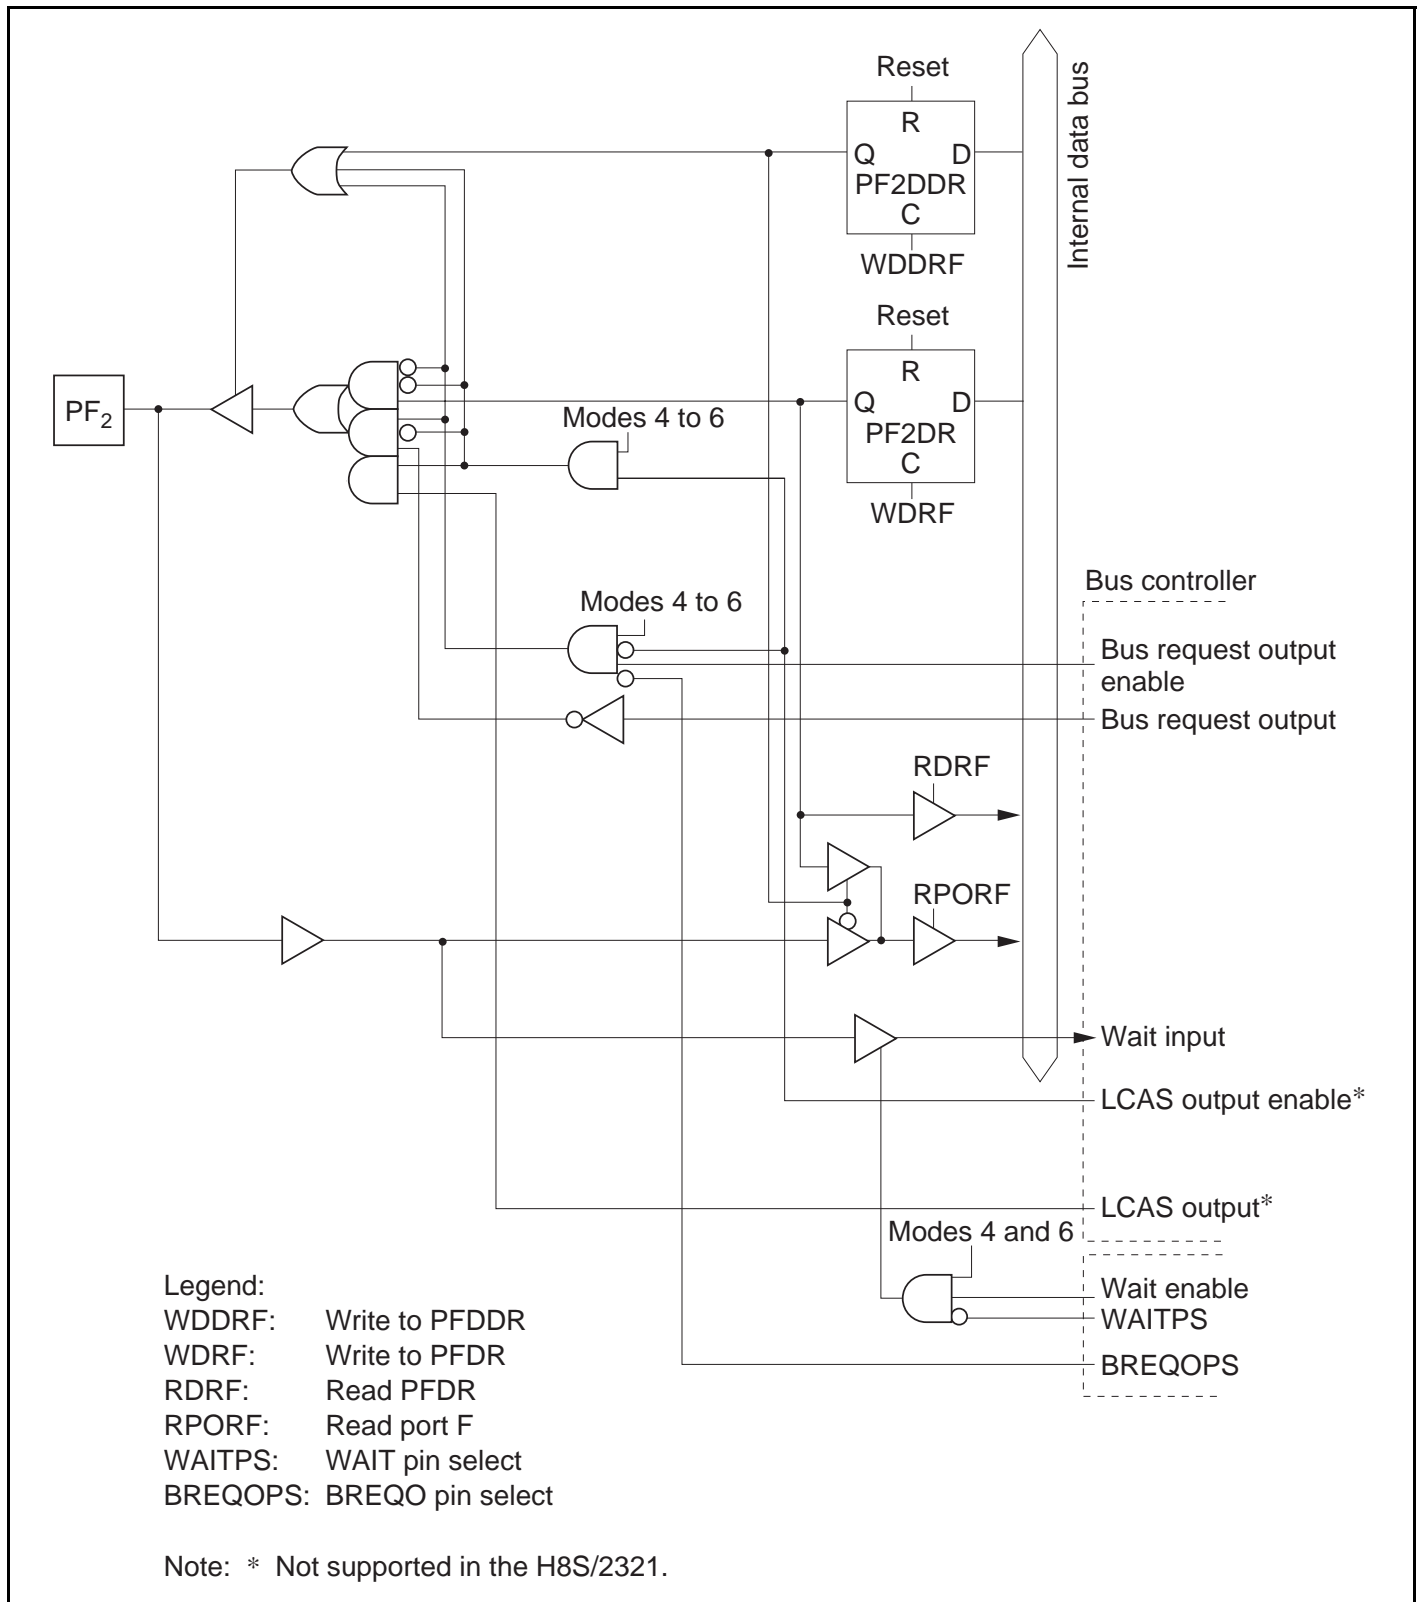 Reset
R
Q D
PF2DDR
C
WDDRF
Internal data bus
Reset
R
Q D
PF2DR
C
WDRF
PF2
Modes 4 to 6
Bus controller
Modes 4 to 6
Bus request output
enable
Bus request output
RDRF
RPORF
Wait input
LCAS output enable*
LCAS output*
Modes 4 and 6
Wait enable
WAITPS
BREQOPS
Legend:
WDDRF: Write to PFDDR
WDRF: Write to PFDR
RDRF: Read PFDR
RPORF: Read port F
WAITPS: WAIT pin select
BREQOPS: BREQO pin select
Note: * Not supported in the H8S/2321.